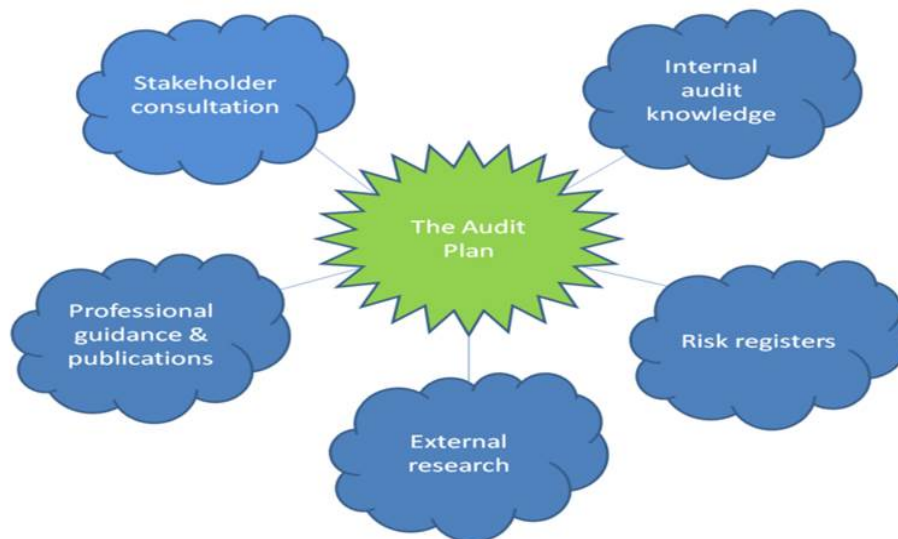 Stakeholder
consultation
Internal
audit
knowledge
The Audit
Plan
Professional
guidance &
publications
Risk registers
External
research